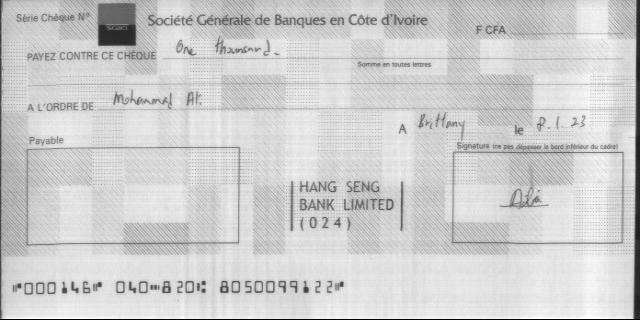 Série Chèque N°
SGBCI
Société Générale de Banques en Côte d'Ivoire
F CFA
PAYEZ CONTRE CE CHÈQUE One thousand.
Somme en toutes lettres
A L'ORDRE DE Mohammad Ali.
A Brittany le 8.1.23
Payable
Signature (ne pas dépasser le bord inférieur du cadre)
HANG SENG
BANK LIMITED
(024)
⑈000146⑈ 040⑉820⑆ 8050099122⑈